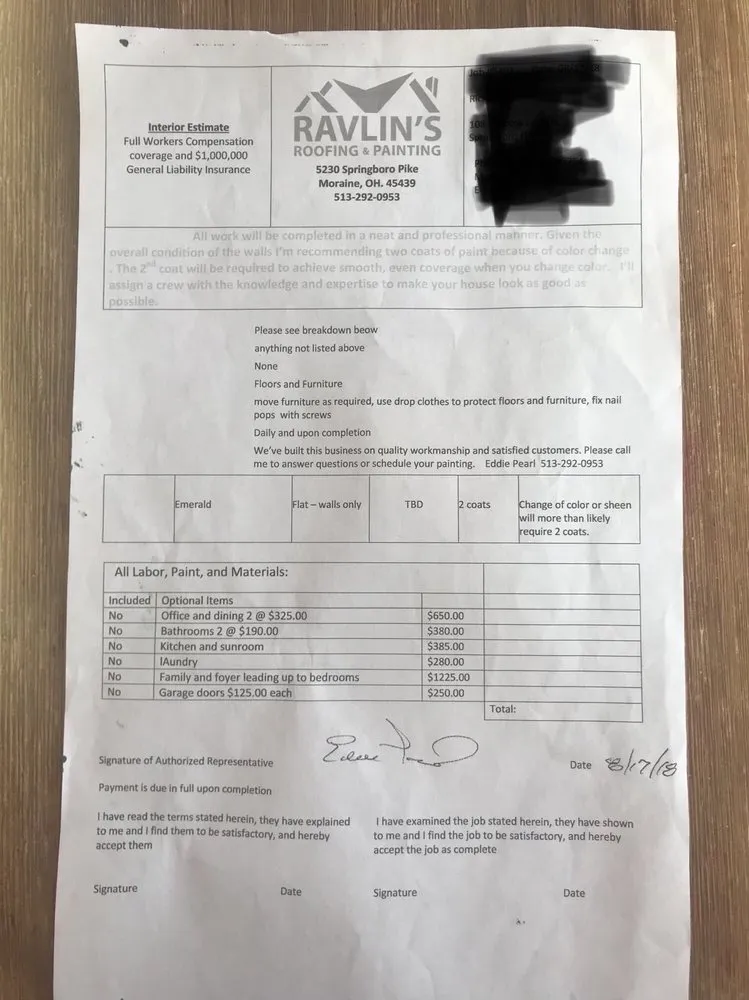 Interior Estimate
Full Workers Compensation
coverage and $1,000,000
General Liability Insurance
RAVLIN'S
ROOFING & PAINTING
5230 Springboro Pike
Moraine, OH. 45439
513-292-0953
All work will be completed in a neat and professional manner. Given the
overall condition of the walls I'm recommending two coats of paint because of color change
. The 2nd coat will be required to achieve smooth, even coverage when you change color. I'll
assign a crew with the knowledge and expertise to make your house look as good as
possible.
Please see breakdown beow
anything not listed above
None
Floors and Furniture
move furniture as required, use drop clothes to protect floors and furniture, fix nail
pops with screws
Daily and upon completion
We've built this business on quality workmanship and satisfied customers. Please call
me to answer questions or schedule your painting. Eddie Pearl 513-292-0953
Emerald
Flat – walls only
TBD
2 coats
Change of color or sheen
will more than likely
require 2 coats.
All Labor, Paint, and Materials:
Included Optional Items
No Office and dining 2 @ $325.00 $650.00
No Bathrooms 2 @ $190.00 $380.00
No Kitchen and sunroom $385.00
No lAundry $280.00
No Family and foyer leading up to bedrooms $1225.00
No Garage doors $125.00 each $250.00
Total:
Signature of Authorized Representative
Date 8/17/18
Payment is due in full upon completion
I have read the terms stated herein, they have explained
to me and I find them to be satisfactory, and hereby
accept them
I have examined the job stated herein, they have shown
to me and I find the job to be satisfactory, and hereby
accept the job as complete
Signature Date
Signature Date